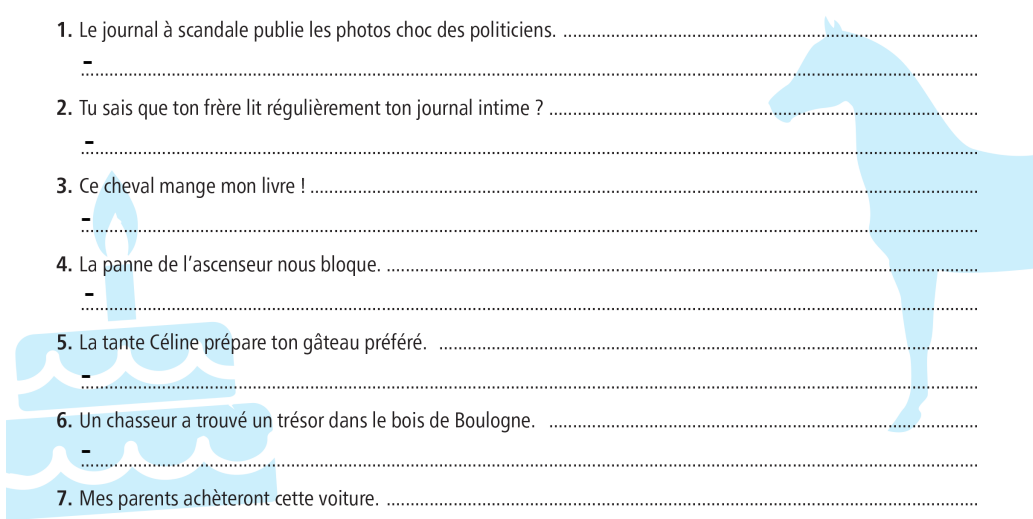 1. Le journal à scandale publie les photos choc des politiciens.
-
2. Tu sais que ton frère lit régulièrement ton journal intime ?
-
3. Ce cheval mange mon livre !
-
4. La panne de l'ascenseur nous bloque.
-
5. La tante Céline prépare ton gâteau préféré.
-
6. Un chasseur a trouvé un trésor dans le bois de Boulogne.
-
7. Mes parents achèteront cette voiture.